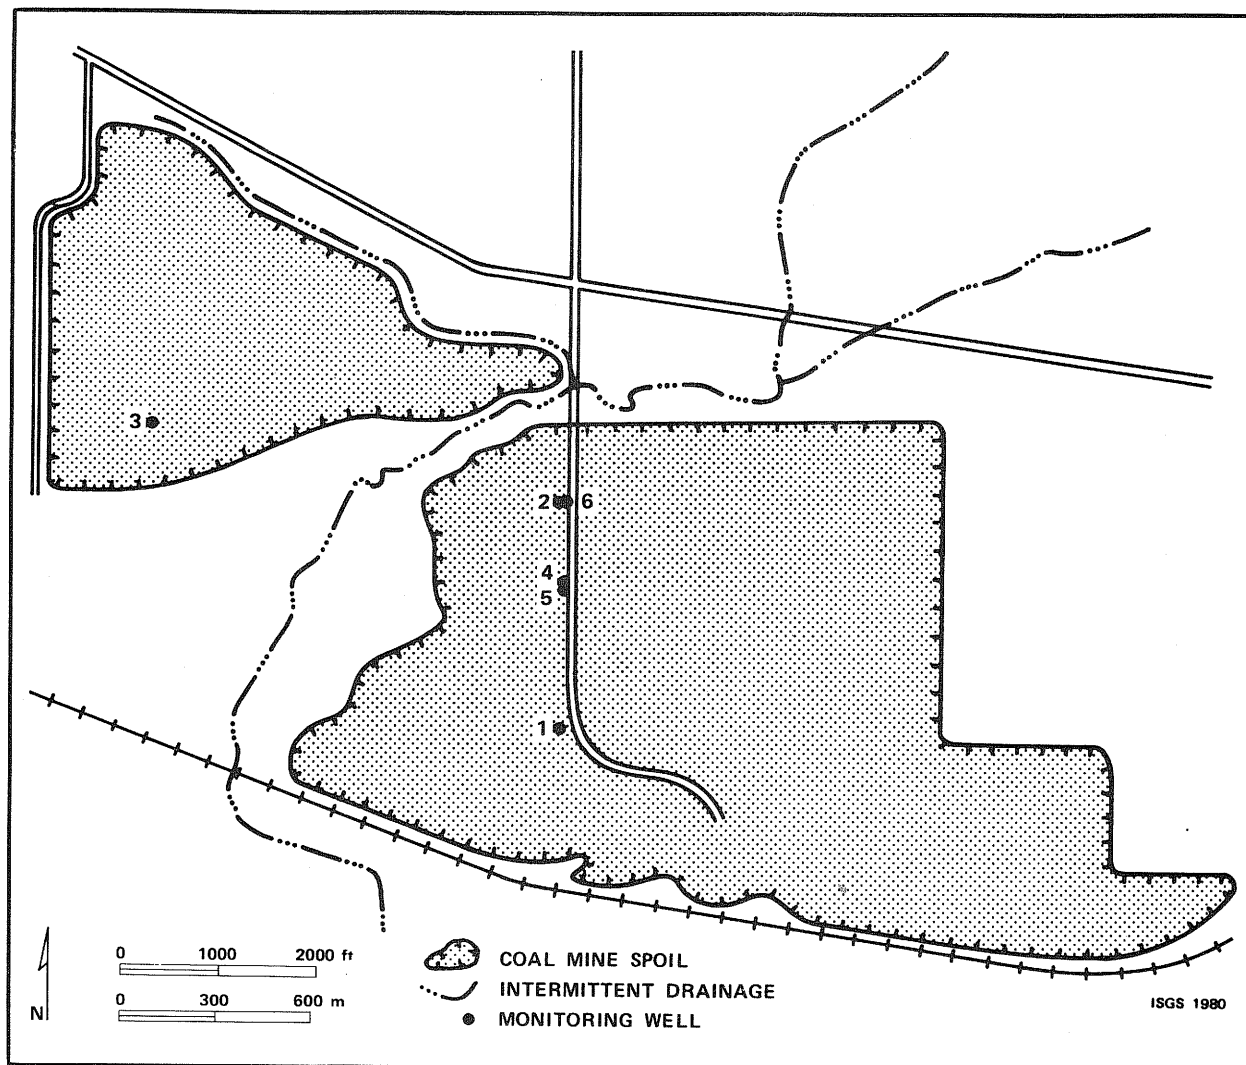 3
2 6
4
5
1
0 1000 2000 ft
0 300 600 m
N
COAL MINE SPOIL
INTERMITTENT DRAINAGE
MONITORING WELL
ISGS 1980